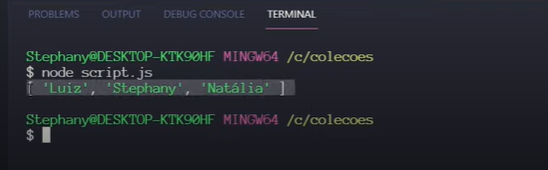 PROBLEMS OUTPUT DEBUG CONSOLE TERMINAL
Stephany@DESKTOP-KTK90HF MINGW64 /c/colecoes
$ node script.js
[ 'Luiz', 'Stephany', 'Natália' ]
Stephany@DESKTOP-KTK90HF MINGW64 /c/colecoes
$